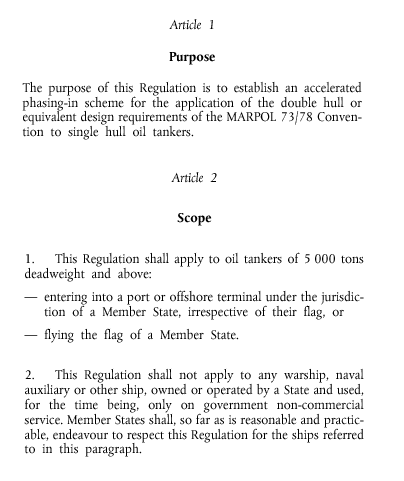 Article 1
Purpose
The purpose of this Regulation is to establish an accelerated
phasing-in scheme for the application of the double hull or
equivalent design requirements of the MARPOL 73/78 Conven-
tion to single hull oil tankers.
Article 2
Scope
1. This Regulation shall apply to oil tankers of 5 000 tons
deadweight and above:
— entering into a port or offshore terminal under the jurisdic-
tion of a Member State, irrespective of their flag, or
— flying the flag of a Member State.
2. This Regulation shall not apply to any warship, naval
auxiliary or other ship, owned or operated by a State and used,
for the time being, only on government non-commercial
service. Member States shall, so far as is reasonable and practic-
able, endeavour to respect this Regulation for the ships referred
to in this paragraph.